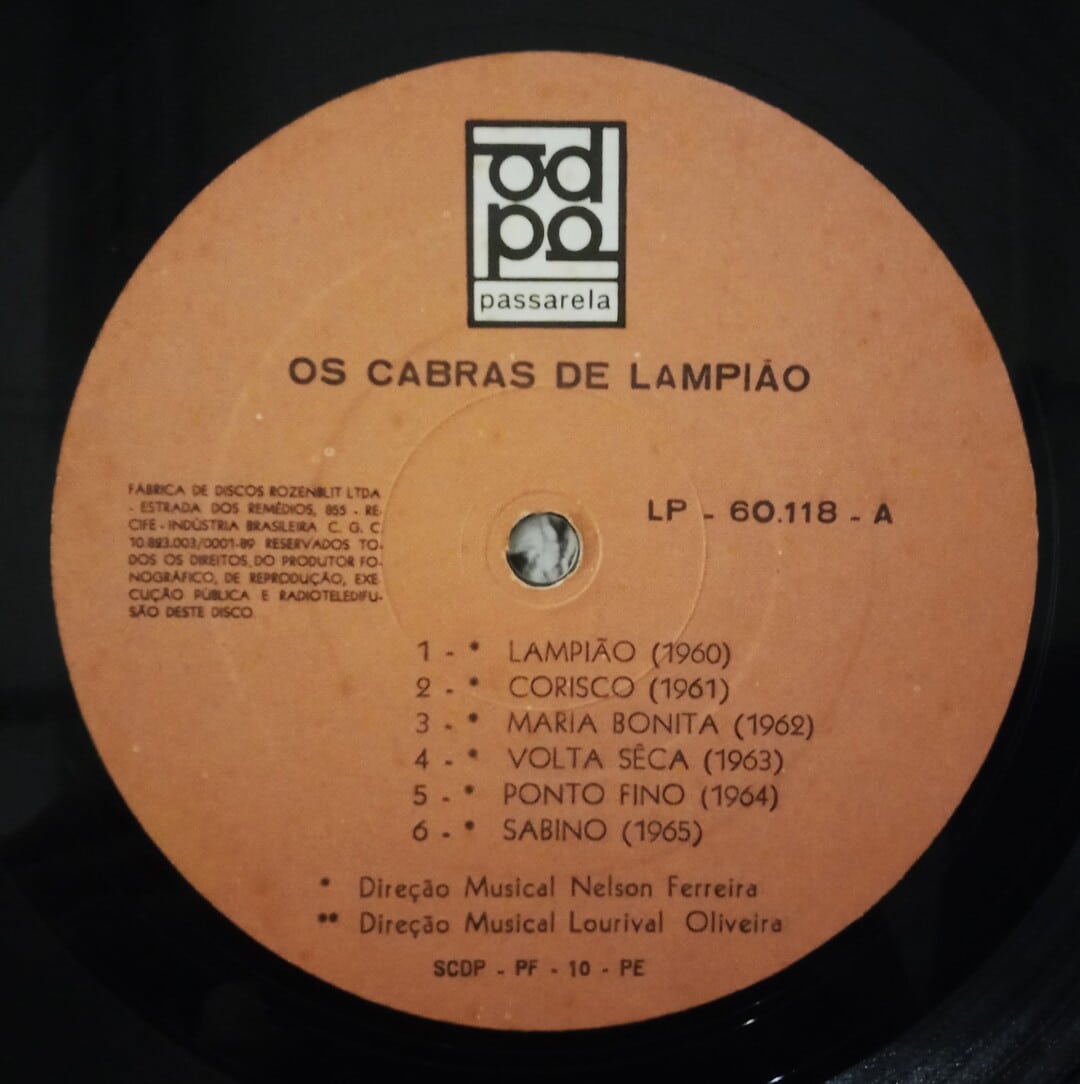 passarela
OS CABRAS DE LAMPIÃO
FÁBRICA DE DISCOS ROZENBLIT LTDA
- ESTRADA DOS REMÉDIOS, 855 - RE-
CIFE - INDÚSTRIA BRASILEIRA C. G. C.
10.883.003/0001-89 RESERVADOS TO-
DOS OS DIREITOS DO PRODUTOR FO-
NOGRÁFICO, DE REPRODUÇÃO, EXE-
CUÇÃO PÚBLICA E RADIOTELEDIFU-
SÃO DESTE DISCO.
LP - 60.118 - A
1 - * LAMPIÃO (1960)
2 - * CORISCO (1961)
3 - * MARIA BONITA (1962)
4 - * VOLTA SÊCA (1963)
5 - * PONTO FINO (1964)
6 - * SABINO (1965)
* Direção Musical Nelson Ferreira
** Direção Musical Lourival Oliveira
SCDP - PF - 10 - PE